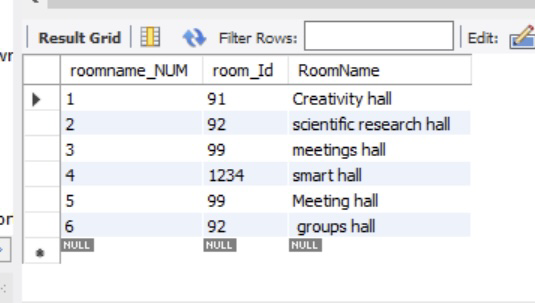 Result Grid Filter Rows: Edit:
roomname_NUM room_Id RoomName
1 91 Creativity hall
2 92 scientific research hall
3 99 meetings hall
4 1234 smart hall
5 99 Meeting hall
6 92 groups hall
NULL NULL NULL